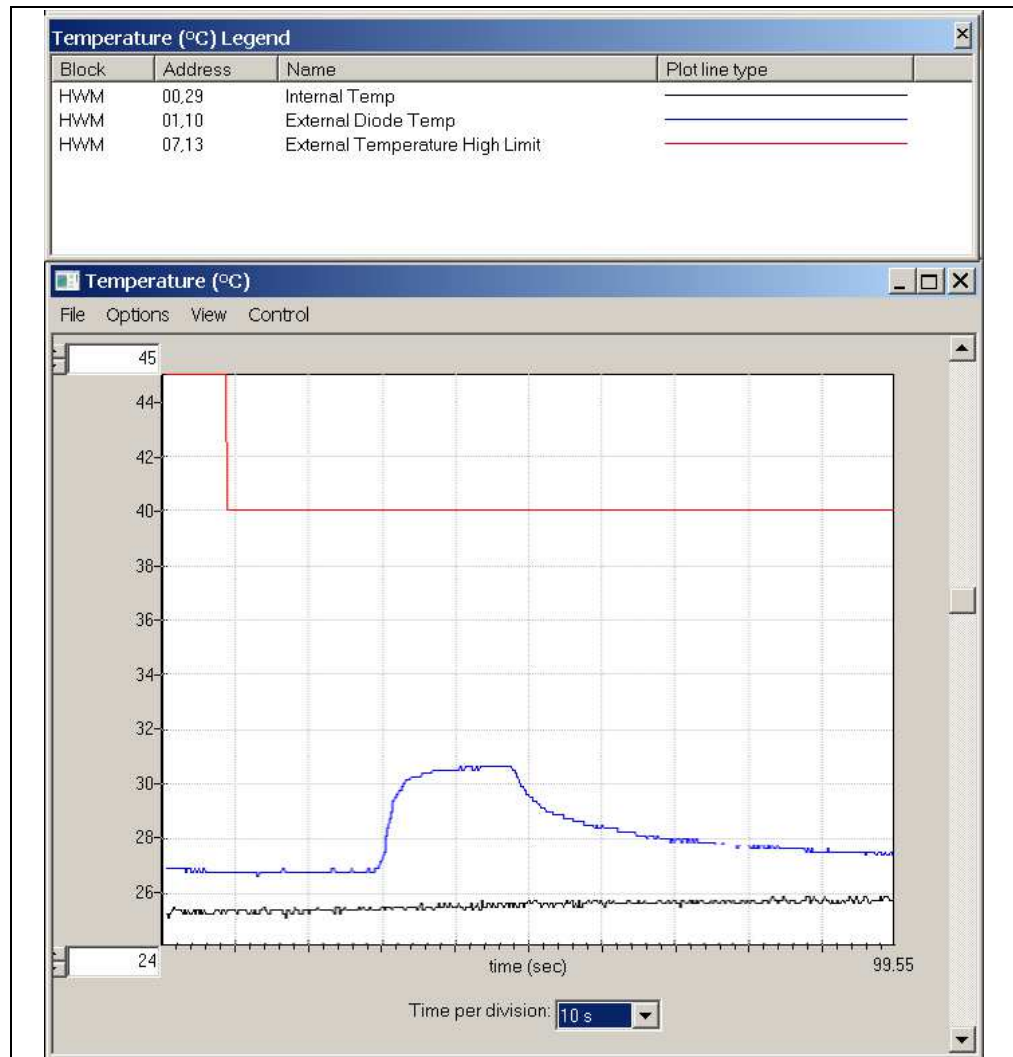 Temperature (ºC) Legend
Block Address Name Plot line type
HWM 00,29 Internal Temp
HWM 01,10 External Diode Temp
HWM 07,13 External Temperature High Limit
Temperature (ºC)
File Options View Control
45
44
42
40
38
36
34
32
30
28
26
24
time (sec) 99.55
Time per division: 10 s